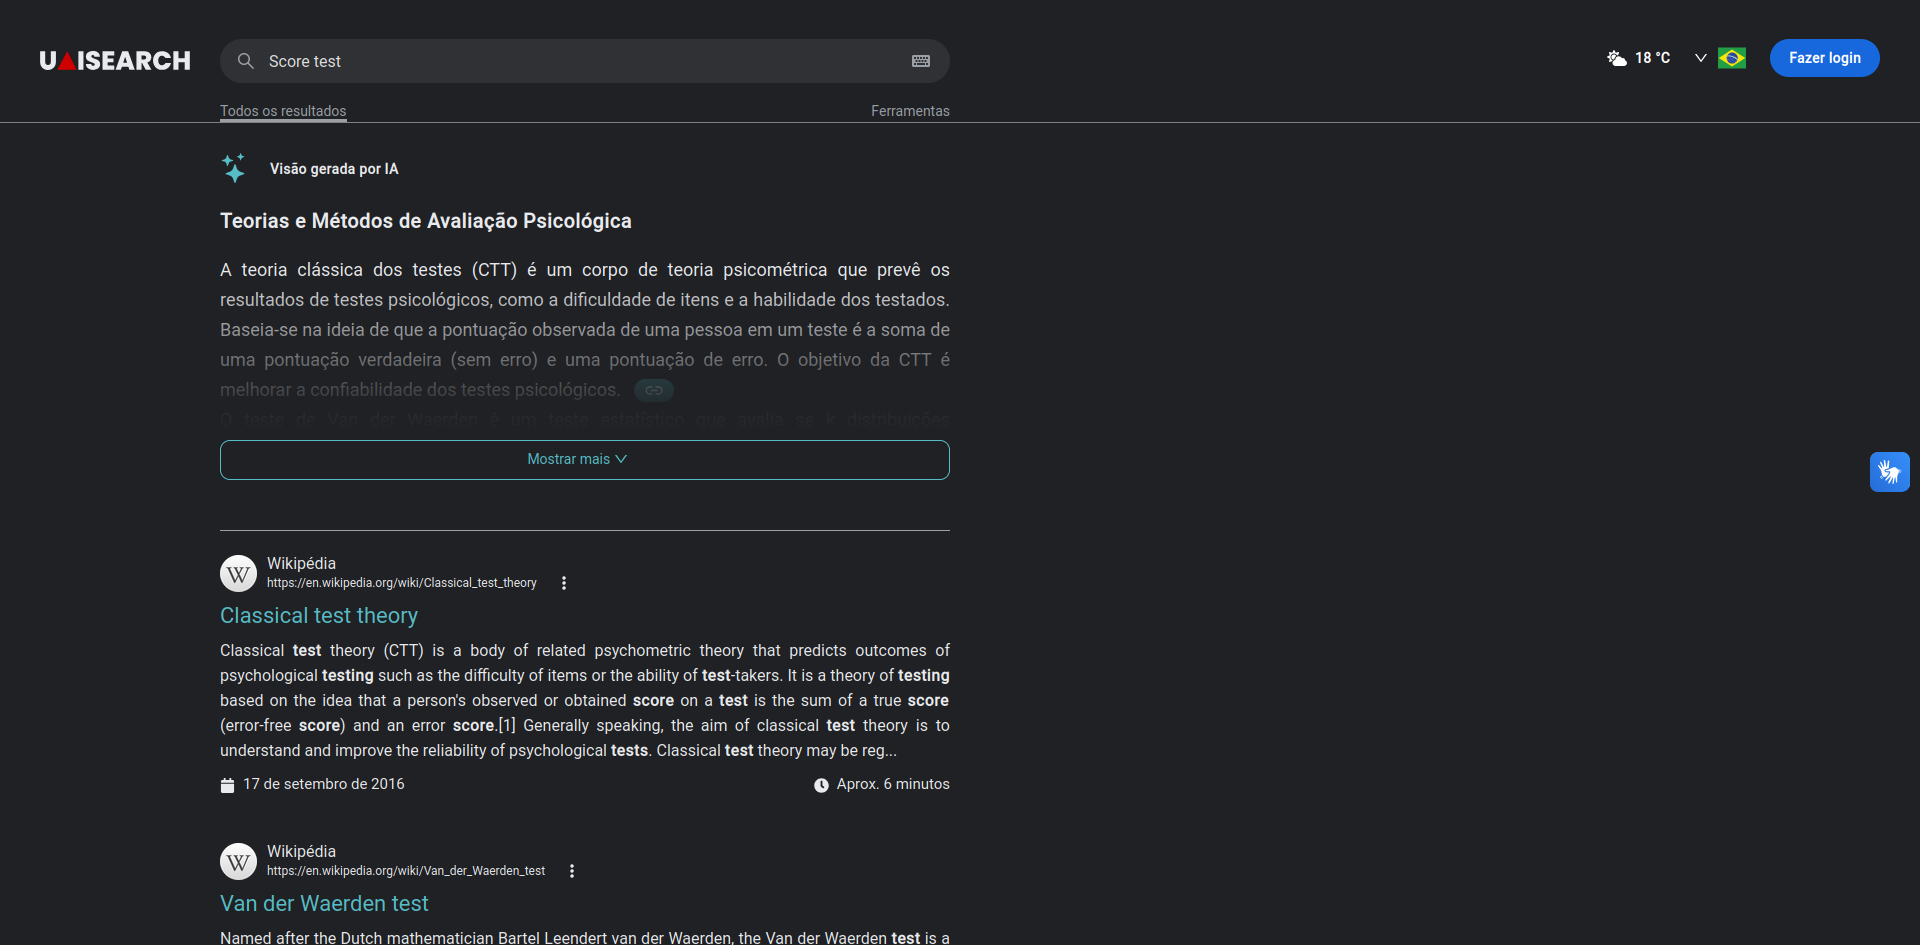 UAISEARCH
Score test
18 °C
Fazer login
Todos os resultados
Ferramentas
Visão gerada por IA
Teorias e Métodos de Avaliação Psicológica
A teoria clássica dos testes (CTT) é um corpo de teoria psicométrica que prevê os
resultados de testes psicológicos, como a dificuldade de itens e a habilidade dos testados.
Baseia-se na ideia de que a pontuação observada de uma pessoa em um teste é a soma de
uma pontuação verdadeira (sem erro) e uma pontuação de erro. O objetivo da CTT é
melhorar a confiabilidade dos testes psicológicos.
O teste de Van der Waerden é um teste estatístico que avalia se k distribuições
Mostrar mais
Wikipédia
https://en.wikipedia.org/wiki/Classical_test_theory
Classical test theory
Classical test theory (CTT) is a body of related psychometric theory that predicts outcomes of
psychological testing such as the difficulty of items or the ability of test-takers. It is a theory of testing
based on the idea that a person's observed or obtained score on a test is the sum of a true score
(error-free score) and an error score.[1] Generally speaking, the aim of classical test theory is to
understand and improve the reliability of psychological tests. Classical test theory may be reg...
17 de setembro de 2016
Aprox. 6 minutos
W
Wikipédia
https://en.wikipedia.org/wiki/Van_der_Waerden_test
Van der Waerden test
Named after the Dutch mathematician Bartel Leendert van der Waerden, the Van der Waerden test is a